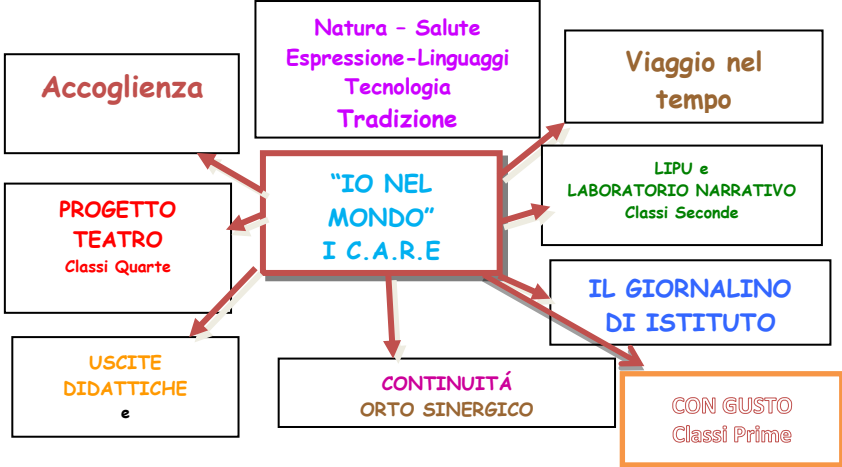 Natura – Salute
Espressione-Linguaggi
Tecnologia
Tradizione
Accoglienza
Viaggio nel
tempo
"IO NEL
MONDO"
I C.A.R.E
LIPU e
LABORATORIO NARRATIVO
Classi Seconde
PROGETTO
TEATRO
Classi Quarte
IL GIORNALINO
DI ISTITUTO
USCITE
DIDATTICHE
e
CONTINUITÁ
ORTO SINERGICO
CON GUSTO
Classi Prime